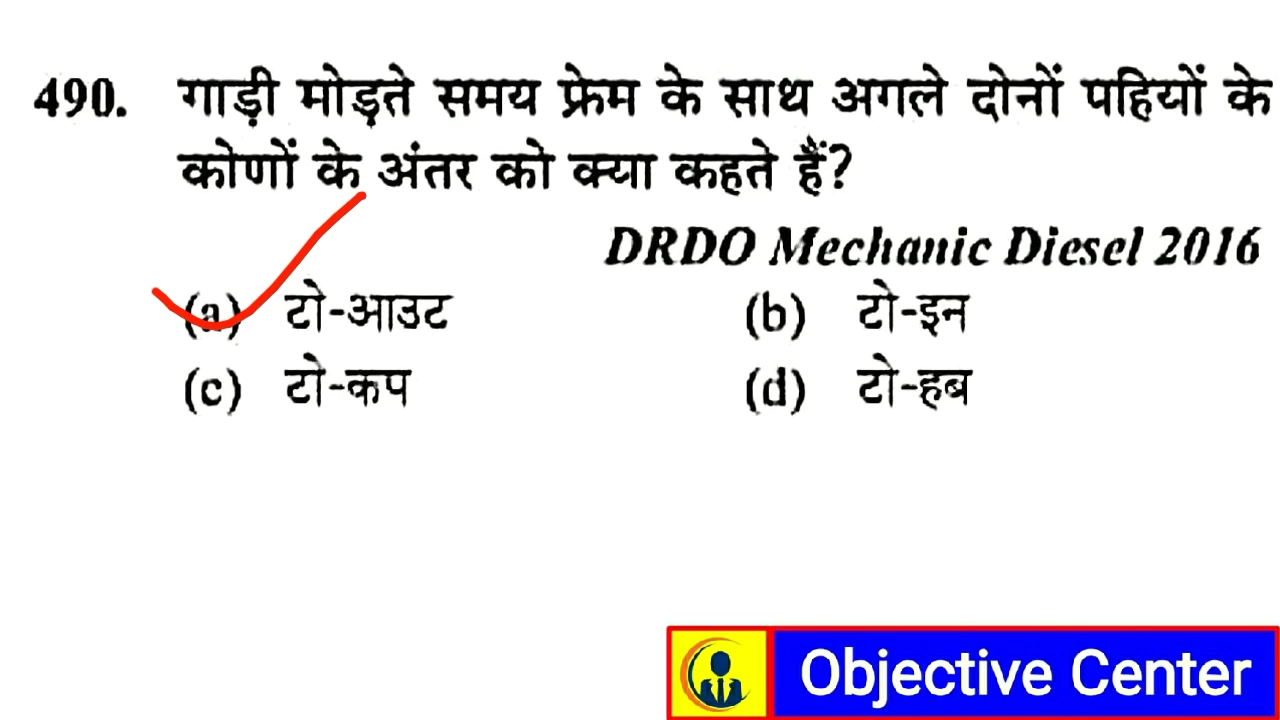 490. गाड़ी मोड़ते समय फ्रेम के साथ अगले दोनों पहियों के
कोणों के अंतर को क्या कहते हैं?
DRDO Mechanic Diesel 2016
(a) टो-आउट (b) टो-इन
(c) टो-कप (d) टो-हब
Objective Center